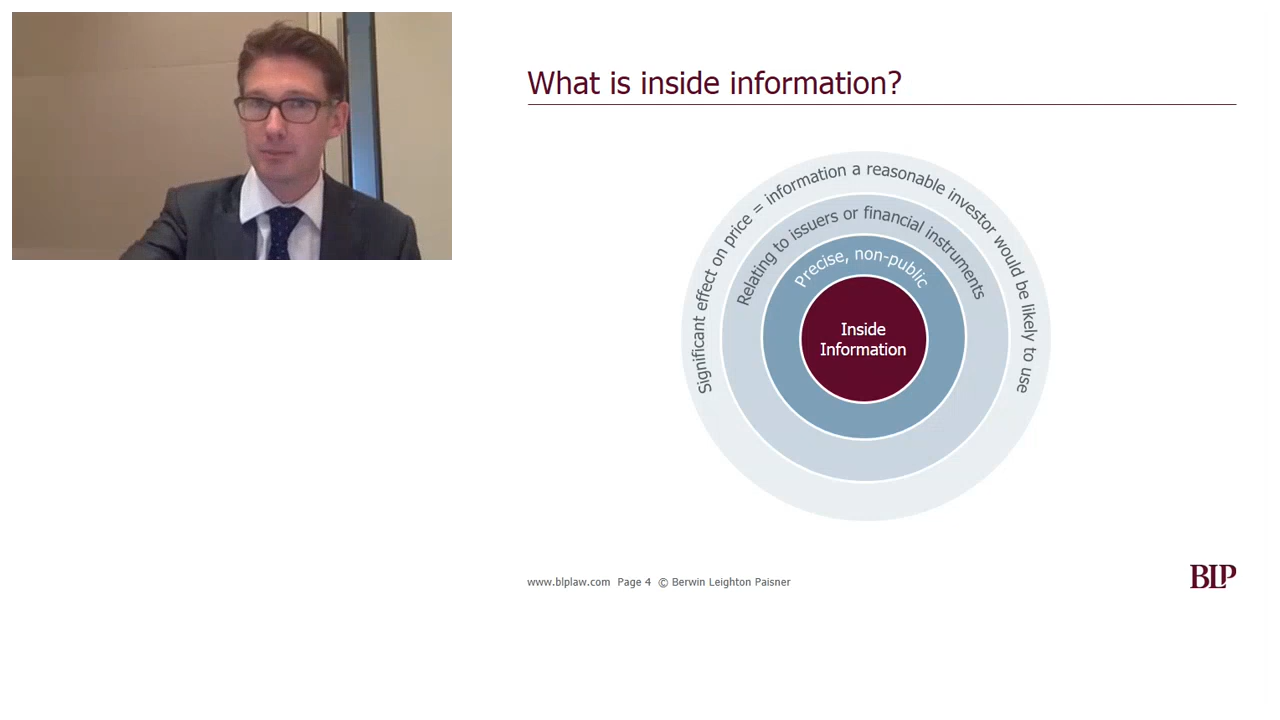 What is inside information?
Significant effect on price = information a reasonable investor would be likely to use
Relating to issuers or financial instruments
Precise, non-public
Inside
Information
www.blplaw.com Page 4 © Berwin Leighton Paisner
BLP